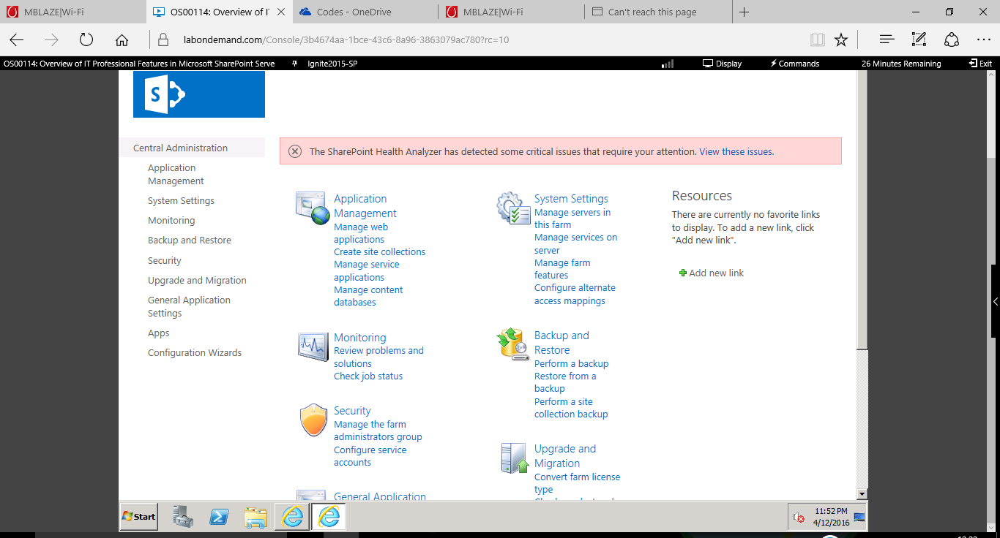 MBLAZE|Wi-Fi
OS00114: Overview of IT
Codes - OneDrive
MBLAZE|Wi-Fi
Can't reach this page
labondemand.com/Console/3b4674aa-1bce-43c6-8a96-3863079ac780?rc=10
OS00114: Overview of IT Professional Features in Microsoft SharePoint Serve
Ignite2015-SP
Display
Commands
26 Minutes Remaining
Exit
S
Central Administration
Application
Management
System Settings
Monitoring
Backup and Restore
Security
Upgrade and Migration
General Application
Settings
Apps
Configuration Wizards
The SharePoint Health Analyzer has detected some critical issues that require your attention. View these issues.
Application
Management
Manage web
applications
Create site collections
Manage service
applications
Manage content
databases
Monitoring
Review problems and
solutions
Check job status
Security
Manage the farm
administrators group
Configure service
accounts
General Application
System Settings
Manage servers in
this farm
Manage services on
server
Manage farm
features
Configure alternate
access mappings
Backup and
Restore
Perform a backup
Restore from a
backup
Perform a site
collection backup
Upgrade and
Migration
Convert farm license
type
Resources
There are currently no favorite links
to display. To add a new link, click
"Add new link".
Add new link
Start
11:52 PM
4/12/2016